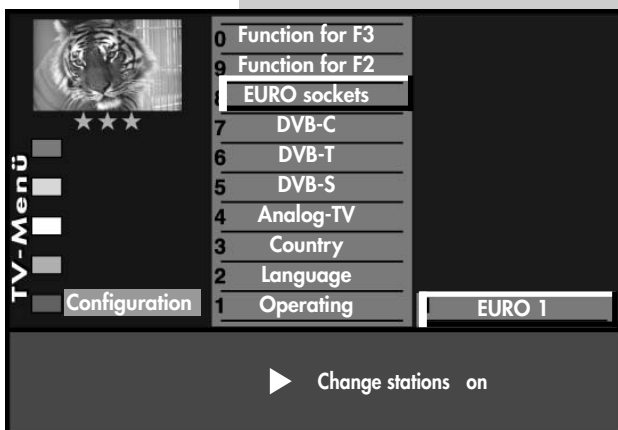 0 Function for F3
9 Function for F2
8 EURO sockets
7 DVB-C
6 DVB-T
5 DVB-S
4 Analog-TV
3 Country
2 Language
1 Operating
TV-Menü
Configuration
EURO 1
Change stations on